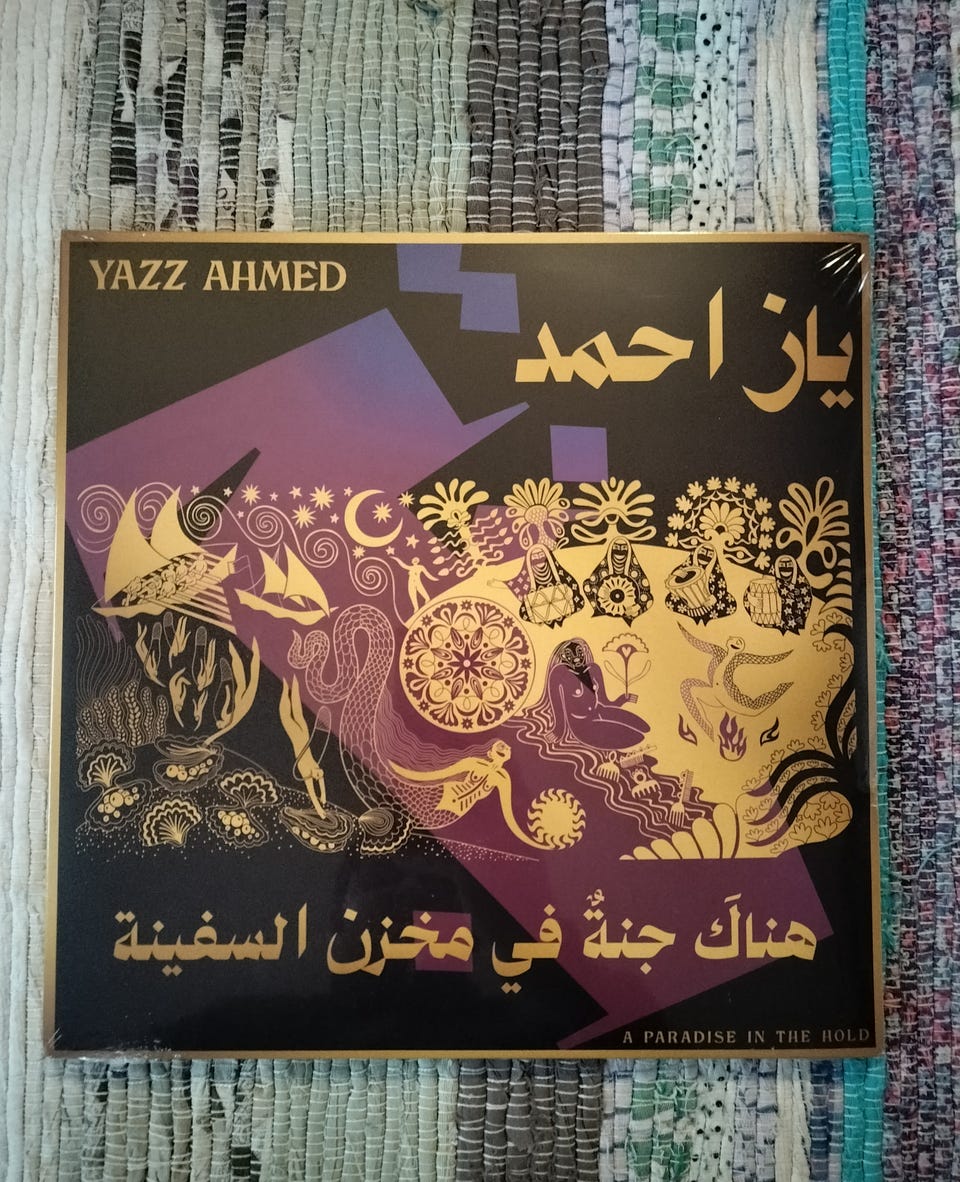 YAZZ AHMED
ياز احمد
هناكَ جنةٌ في مخزن السفينة
A PARADISE IN THE HOLD